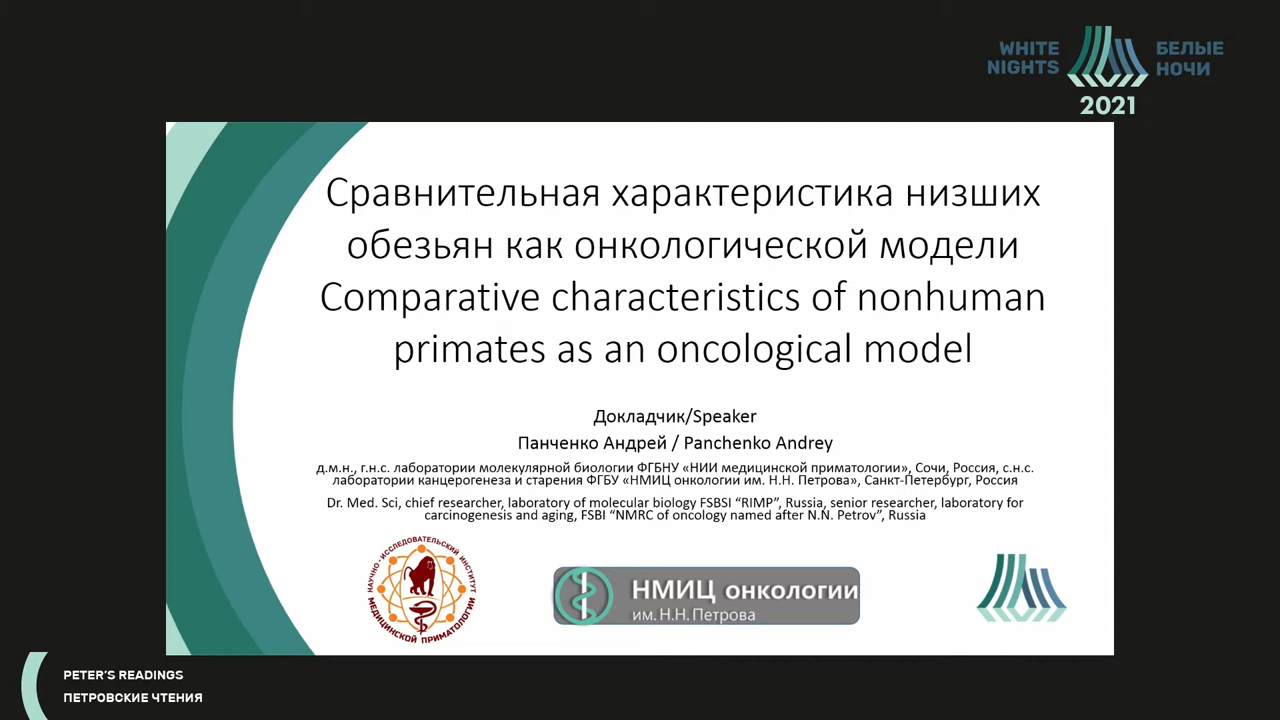 WHITE
NIGHTS
БЕЛЫЕ
НОЧИ
2021
Сравнительная характеристика низших
обезьян как онкологической модели
Comparative characteristics of nonhuman
primates as an oncological model
Докладчик/Speaker
Панченко Андрей / Panchenko Andrey
д.м.н., г.н.с. лаборатории молекулярной биологии ФГБНУ «НИИ медицинской приматологии», Сочи, Россия, с.н.с.
лаборатории канцерогенеза и старения ФГБУ «НМИЦ онкологии им. Н.Н. Петрова», Санкт-Петербург, Россия
Dr. Med. Sci, chief researcher, laboratory of molecular biology FSBSI “RIMP”, Russia, senior researcher, laboratory for
carcinogenesis and aging, FSBI “NMRC of oncology named after N.N. Petrov”, Russia
НАУЧНО-ИССЛЕДОВАТЕЛЬСКИЙ ИНСТИТУТ
МЕДИЦИНСКОЙ ПРИМАТОЛОГИИ
НМИЦ онкологии
им. Н.Н. Петрова
PETER'S READINGS
ПЕТРОВСКИЕ ЧТЕНИЯ